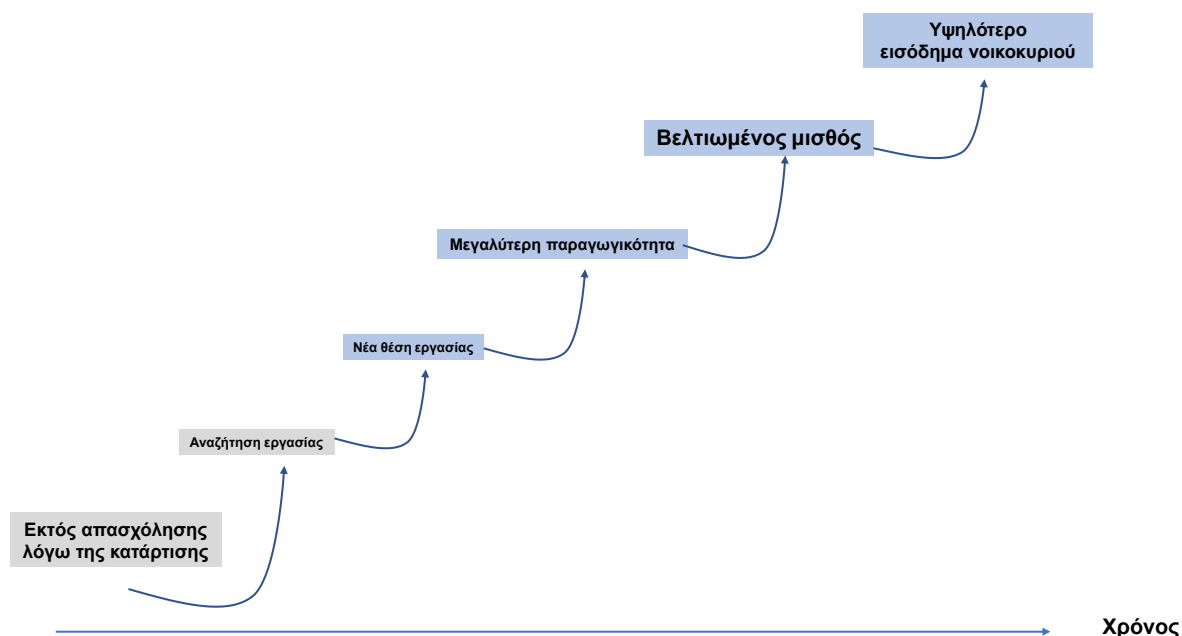 Υψηλότερο
εισόδημα νοικοκυριού
Βελτιωμένος μισθός
Μεγαλύτερη παραγωγικότητα
Νέα θέση εργασίας
Αναζήτηση εργασίας
Εκτός απασχόλησης
λόγω της κατάρτισης
Χρόνος